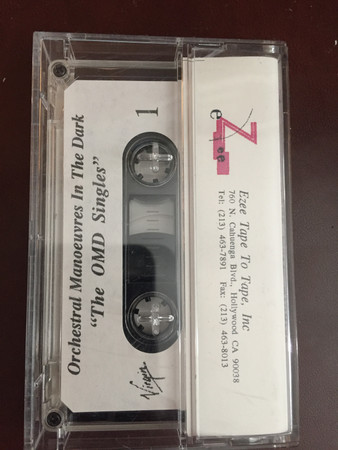 Orchestral Manoeuvres In The Dark
"The OMD Singles"
1
Virgin
eZee
Ezee Tape To Tape, Inc
760 N. Cahuenga Blvd., Hollywood CA 90038
Tel: (213) 463-7891 Fax: (213) 463-8013